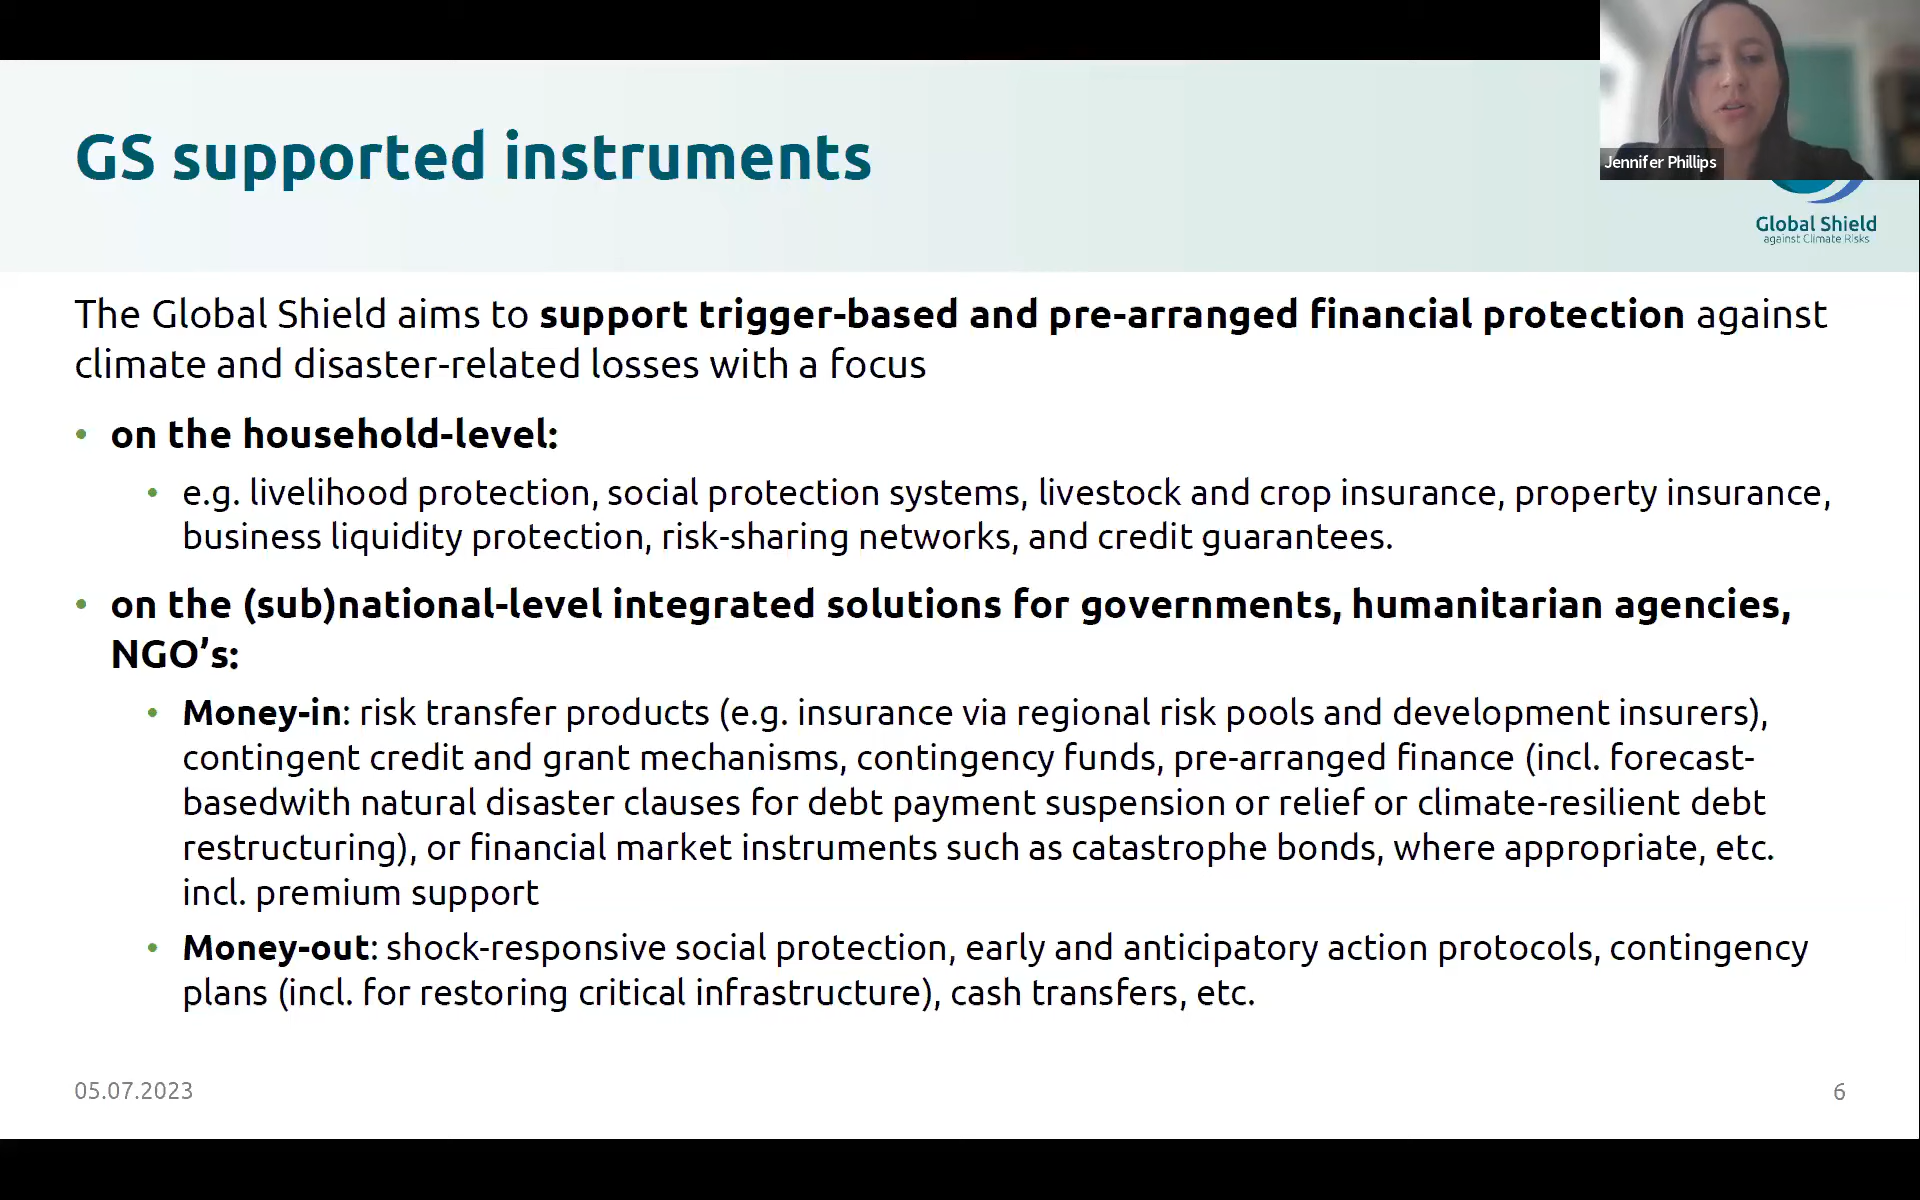 GS supported instruments
Jennifer Phillips
Global Shield
against Climate Risks
The Global Shield aims to support trigger-based and pre-arranged financial protection against
climate and disaster-related losses with a focus
• on the household-level:
• e.g. livelihood protection, social protection systems, livestock and crop insurance, property insurance,
business liquidity protection, risk-sharing networks, and credit guarantees.
• on the (sub)national-level integrated solutions for governments, humanitarian agencies,
NGO’s:
• Money-in: risk transfer products (e.g. insurance via regional risk pools and development insurers),
contingent credit and grant mechanisms, contingency funds, pre-arranged finance (incl. forecast-
basedwith natural disaster clauses for debt payment suspension or relief or climate-resilient debt
restructuring), or financial market instruments such as catastrophe bonds, where appropriate, etc.
incl. premium support
• Money-out: shock-responsive social protection, early and anticipatory action protocols, contingency
plans (incl. for restoring critical infrastructure), cash transfers, etc.
05.07.2023
6